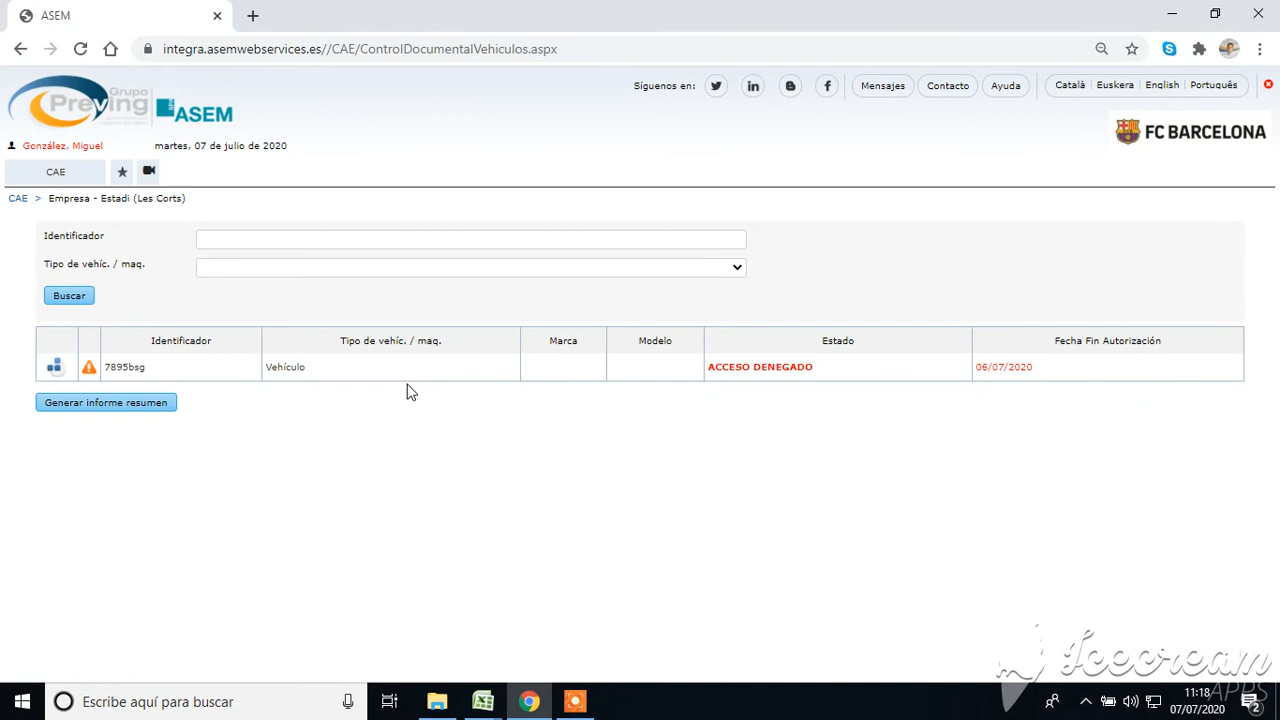 ASEM
integra.asemwebservices.es//CAE/ControlDocumentalVehiculos.aspx
Grupo
Preving
ASEM
Síguenos en:
Mensajes
Contacto
Ayuda
Català
Euskera
English
Português
FC BARCELONA
González, Miguel
martes, 07 de julio de 2020
CAE
CAE > Empresa - Estadi (Les Corts)
Identificador
Tipo de vehíc. / maq.
Buscar
Identificador Tipo de vehíc. / maq. Marca Modelo Estado Fecha Fin Autorización
7895bsg Vehículo ACCESO DENEGADO 06/07/2020
Generar informe resumen
Icecream
APPS
Escribe aquí para buscar
11:18
07/07/2020
2